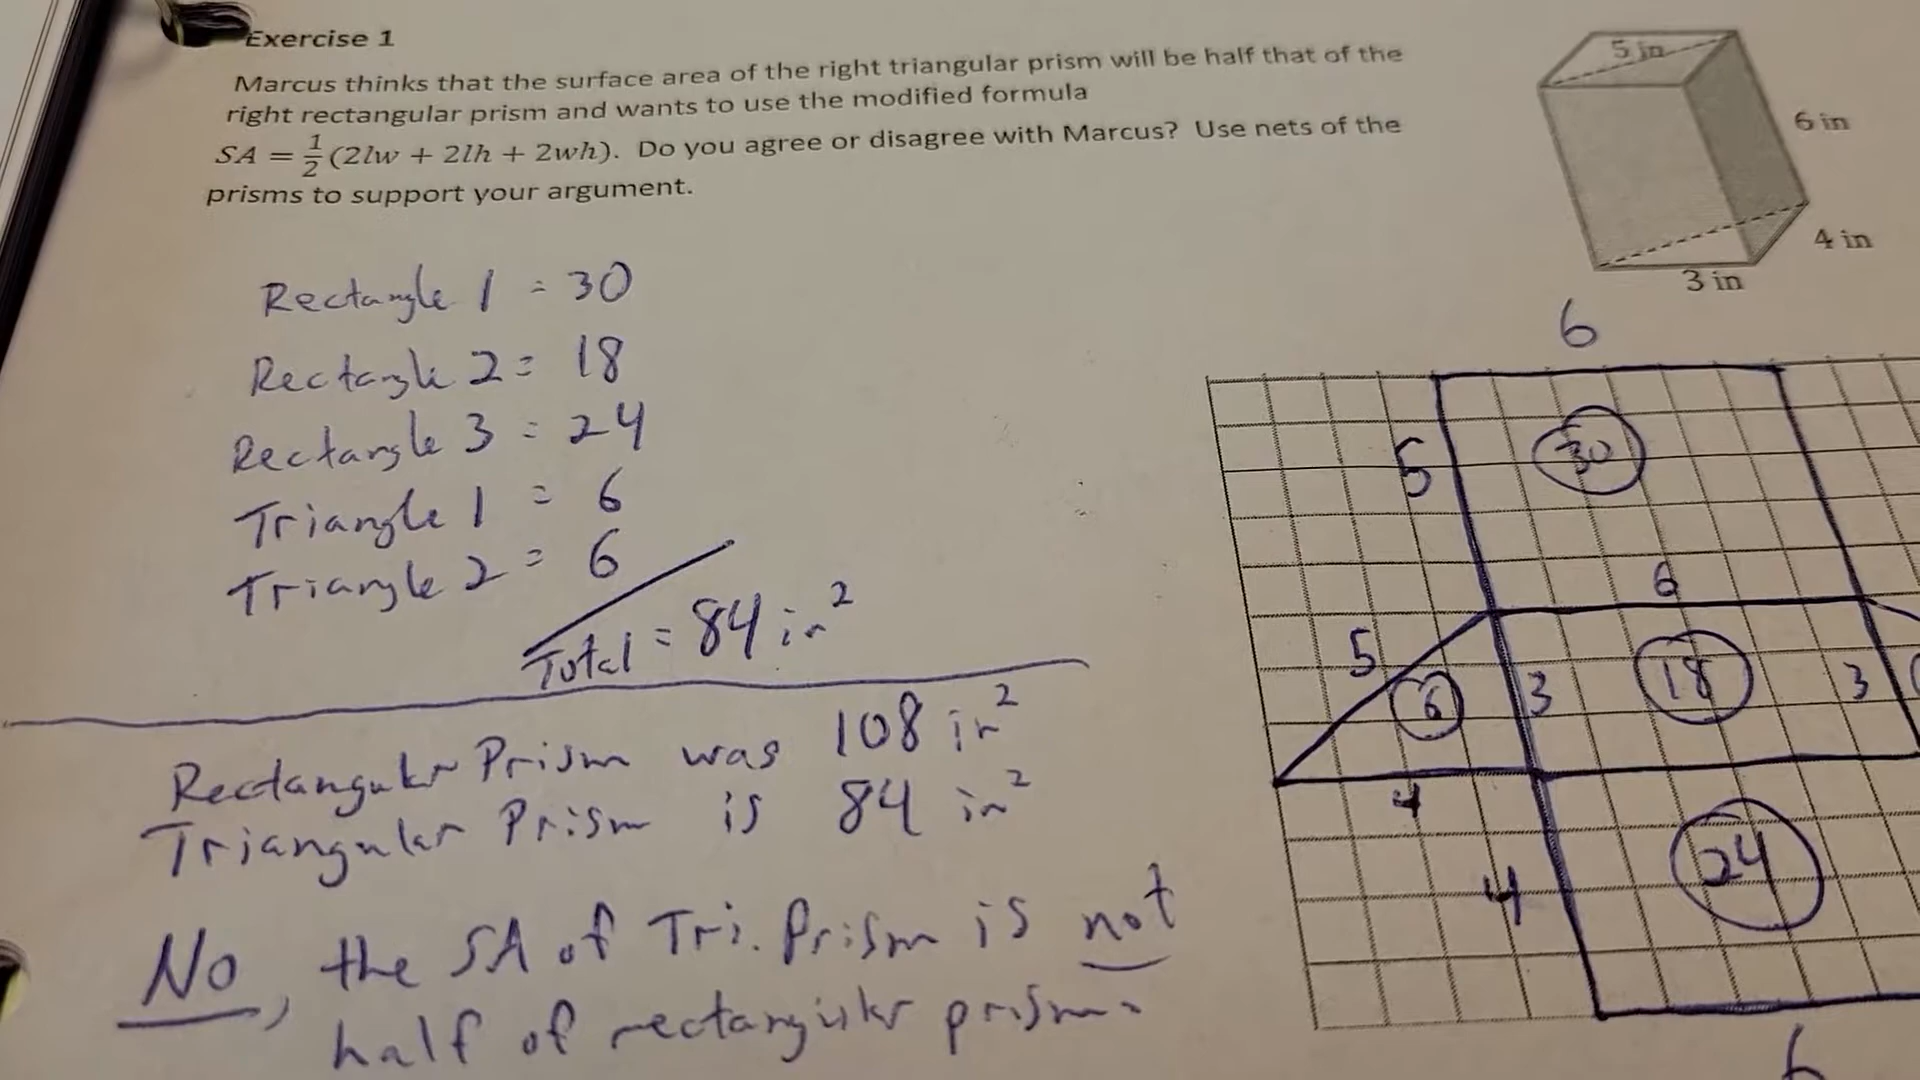 Exercise 1
Marcus thinks that the surface area of the right triangular prism will be half that of the
right rectangular prism and wants to use the modified formula
SA = 1/2 (2lw + 2lh + 2wh). Do you agree or disagree with Marcus? Use nets of the
prisms to support your argument.
5 in
6 in
4 in
3 in
Rectangle 1 = 30
Rectangle 2 = 18
Rectangle 3 = 24
Triangle 1 = 6
Triangle 2 = 6
Total = 84 in²
Rectangular Prism was 108 in²
Triangular Prism is 84 in²
No, the SA of Tri. Prism is not
half of rectangular prism.
6
5
30
6
5
6
3
18
3
4
4
24
6